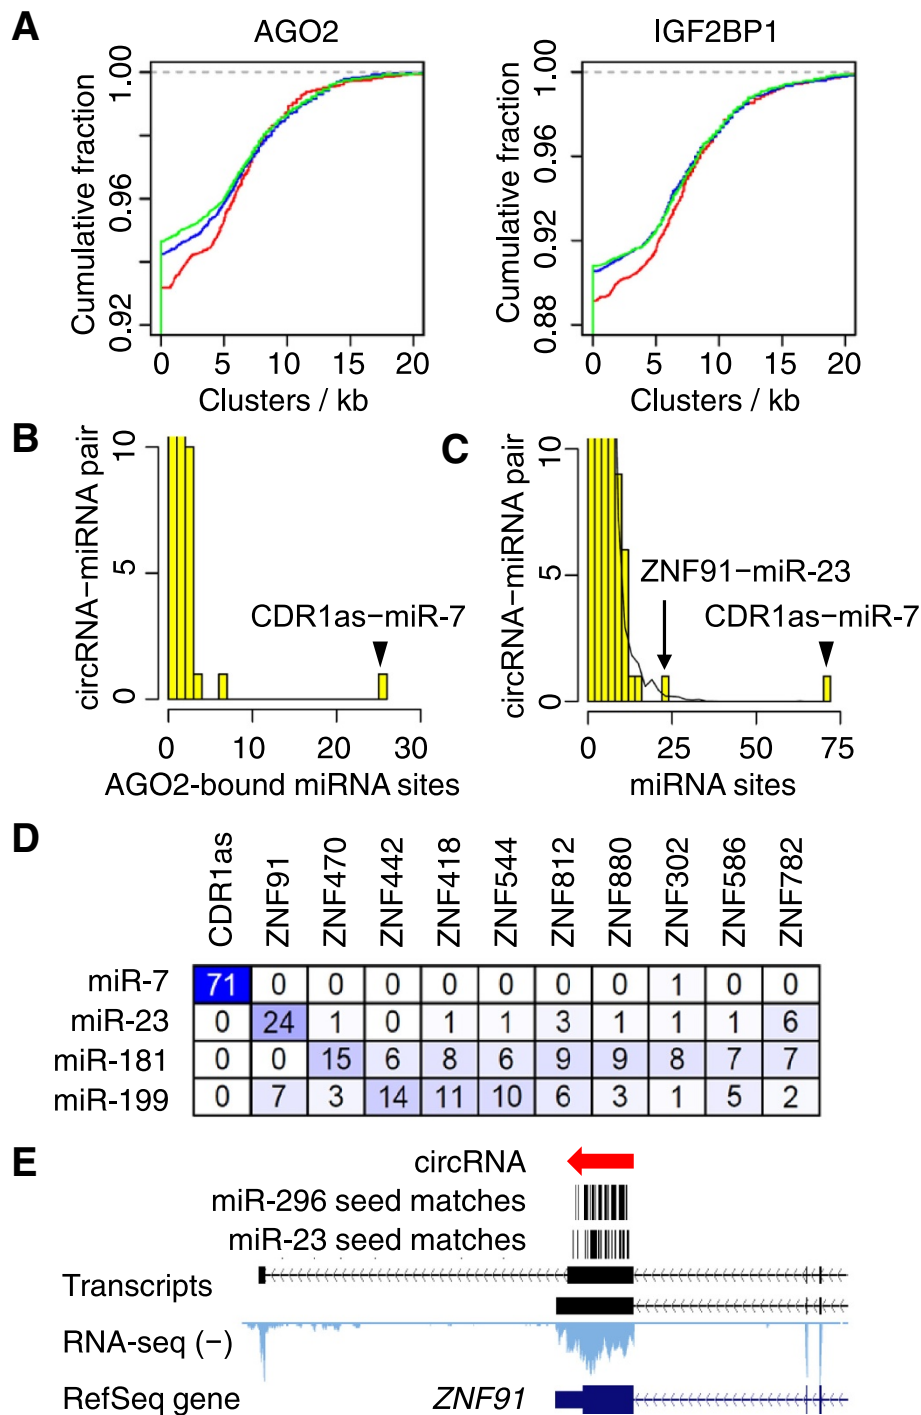 A
AGO2
IGF2BP1
Cumulative fraction
1.00
0.96
0.92
0 5 10 15 20
Clusters / kb
Cumulative fraction
1.00
0.96
0.92
0.88
0 5 10 15 20
Clusters / kb
B
circRNA−miRNA pair
10
5
0
CDR1as−miR-7
0 10 20 30
AGO2-bound miRNA sites
C
circRNA−miRNA pair
10
5
0
ZNF91−miR-23
CDR1as−miR-7
0 25 50 75
miRNA sites
D
CDR1as ZNF91 ZNF470 ZNF442 ZNF418 ZNF544 ZNF812 ZNF880 ZNF302 ZNF586 ZNF782
miR-7 71 0 0 0 0 0 0 0 1 0 0
miR-23 0 24 1 0 1 1 3 1 1 1 6
miR-181 0 0 15 6 8 6 9 9 8 7 7
miR-199 0 7 3 14 11 10 6 3 1 5 2
E
circRNA
miR-296 seed matches
miR-23 seed matches
Transcripts
RNA-seq (−)
RefSeq gene ZNF91